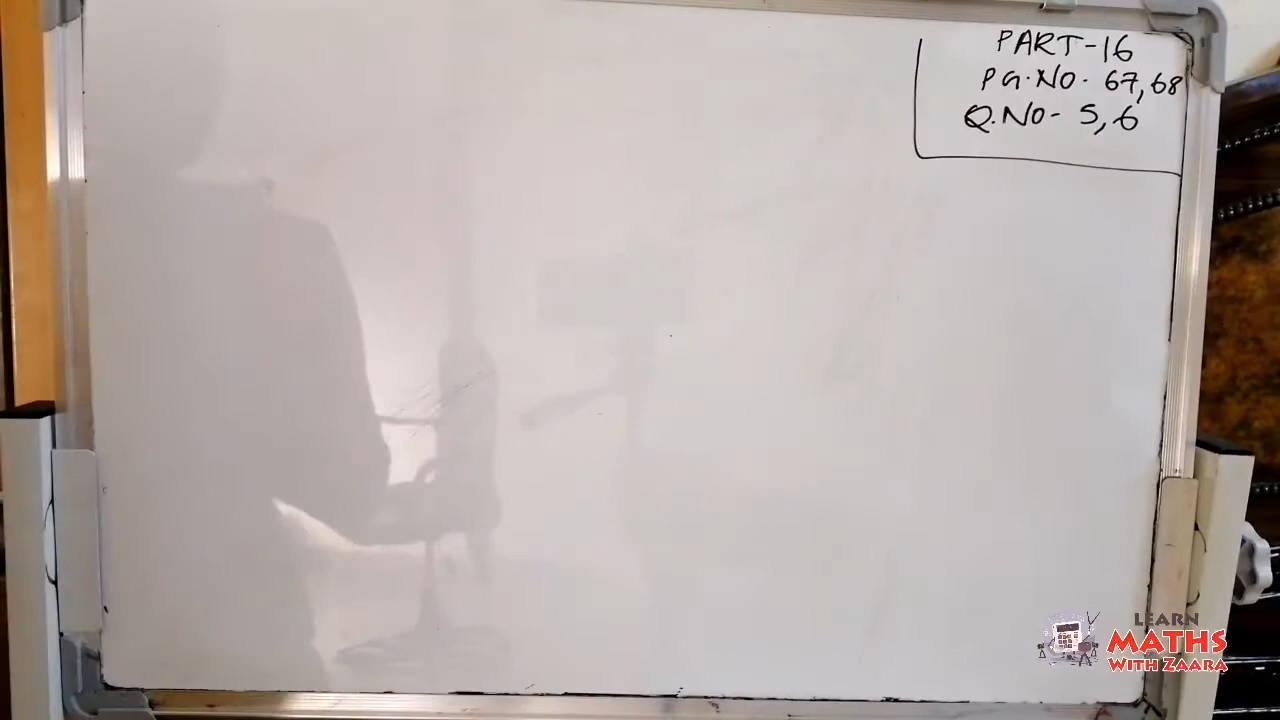 PART-16
PG.NO- 67,68
Q.NO- 5,6
LEARN
MATHS
WITH ZAARA